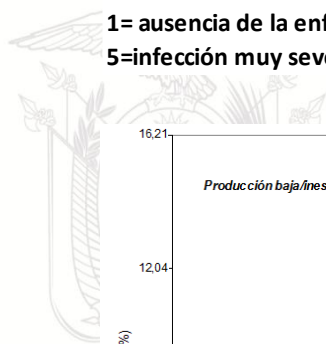 1= ausencia de la enf
5=infección muy seve
16,21
Producción baja/ines
12,04
%)